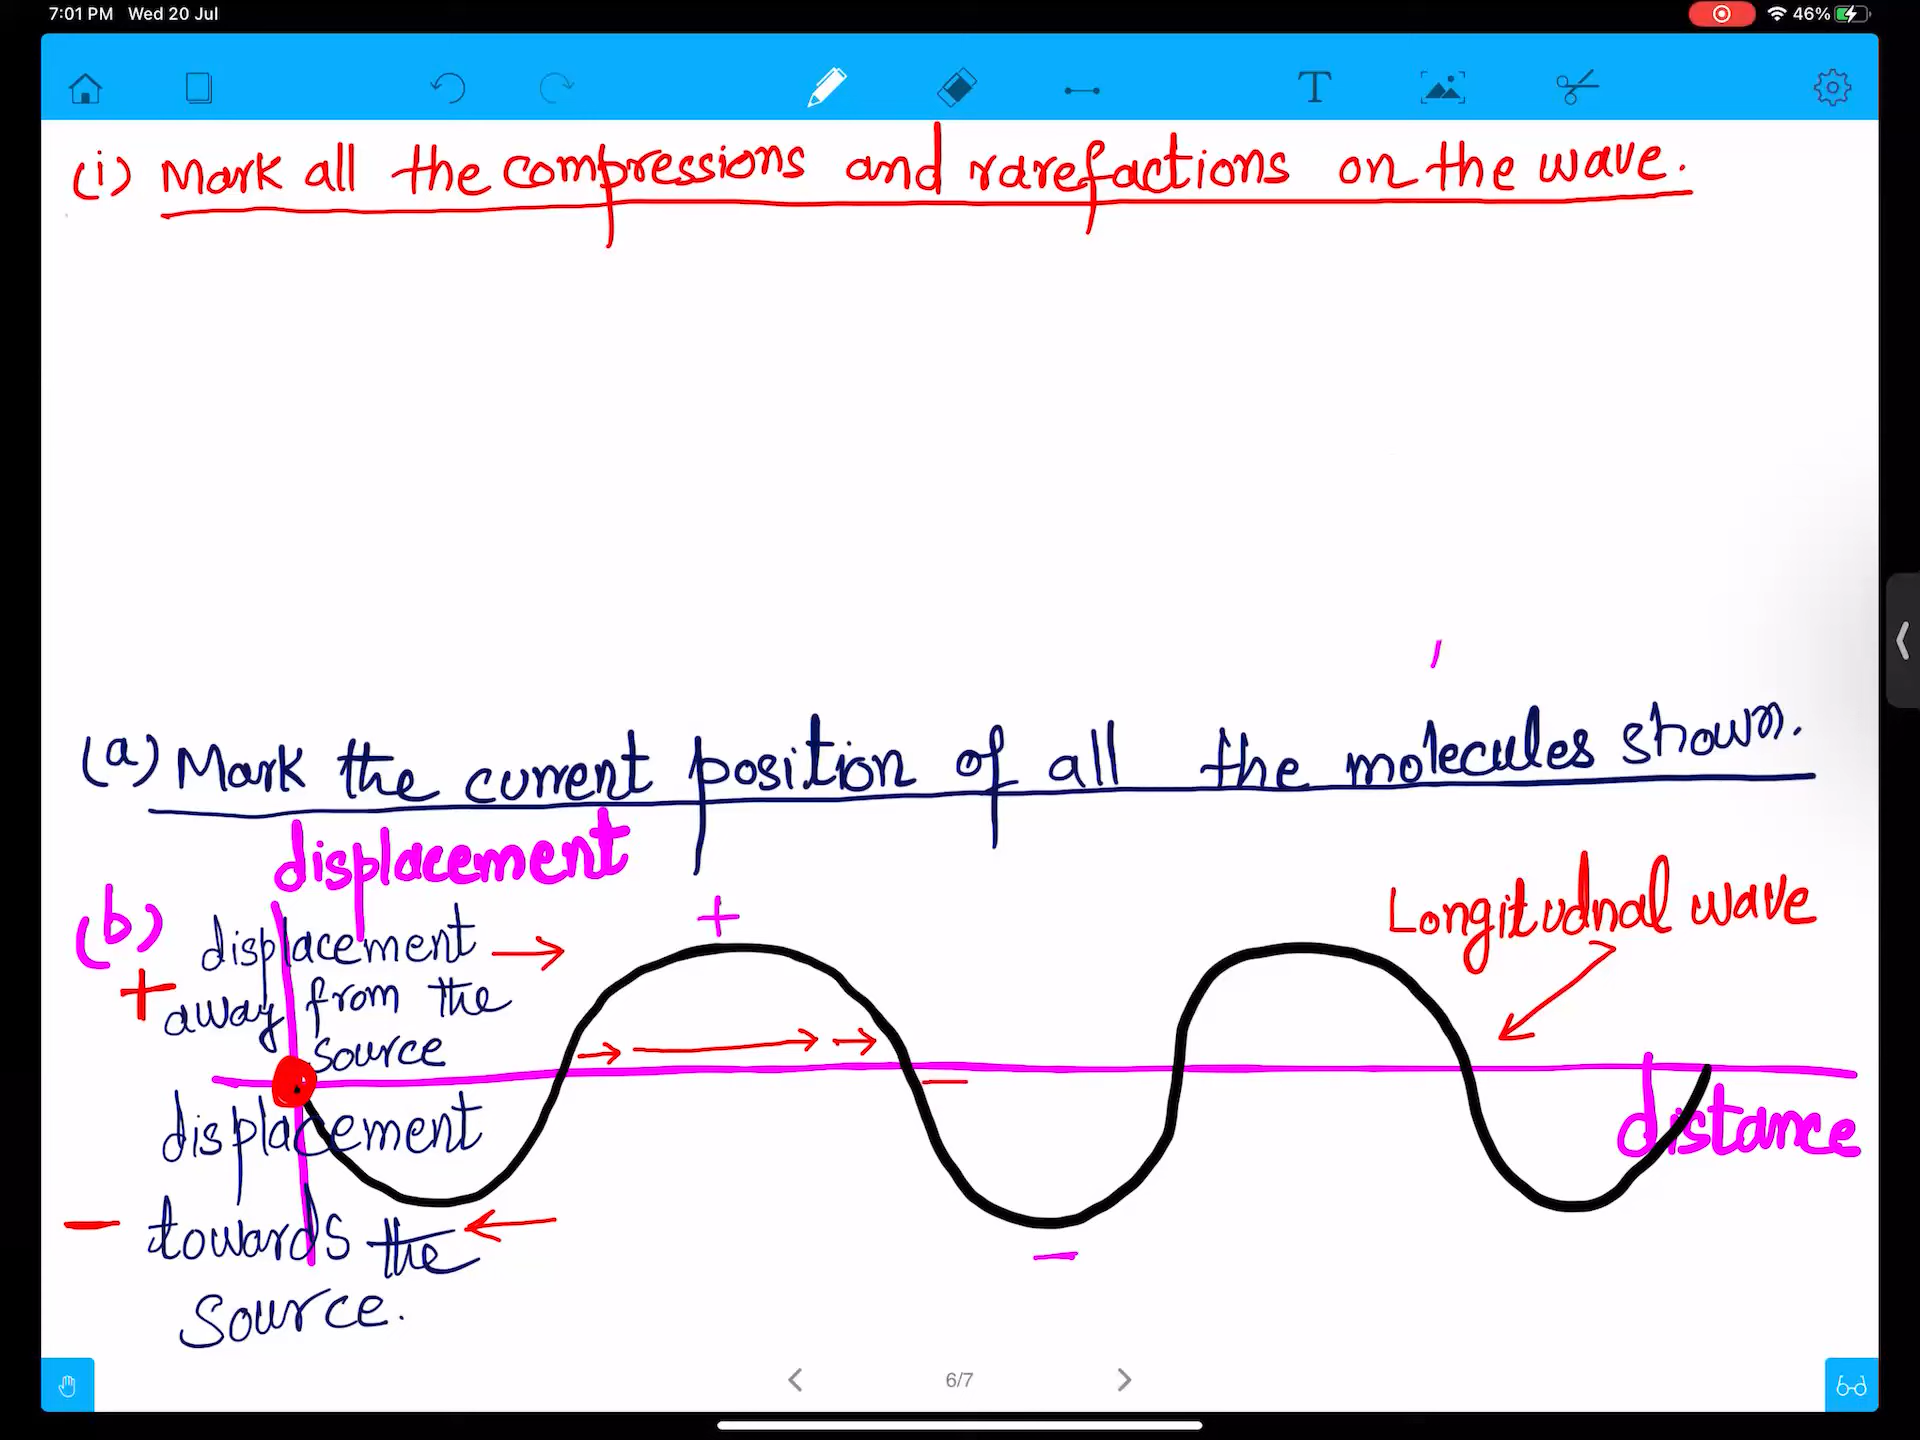 7:01 PM Wed 20 Jul
46%
T
(i) Mark all the compressions and rarefactions on the wave.
(a) Mark the current position of all the molecules shown.
displacement
(b)
displacement →
+ away from the
source
+
Longitudnal wave
displacement
− towards the
source.
−
−
distance
6/7